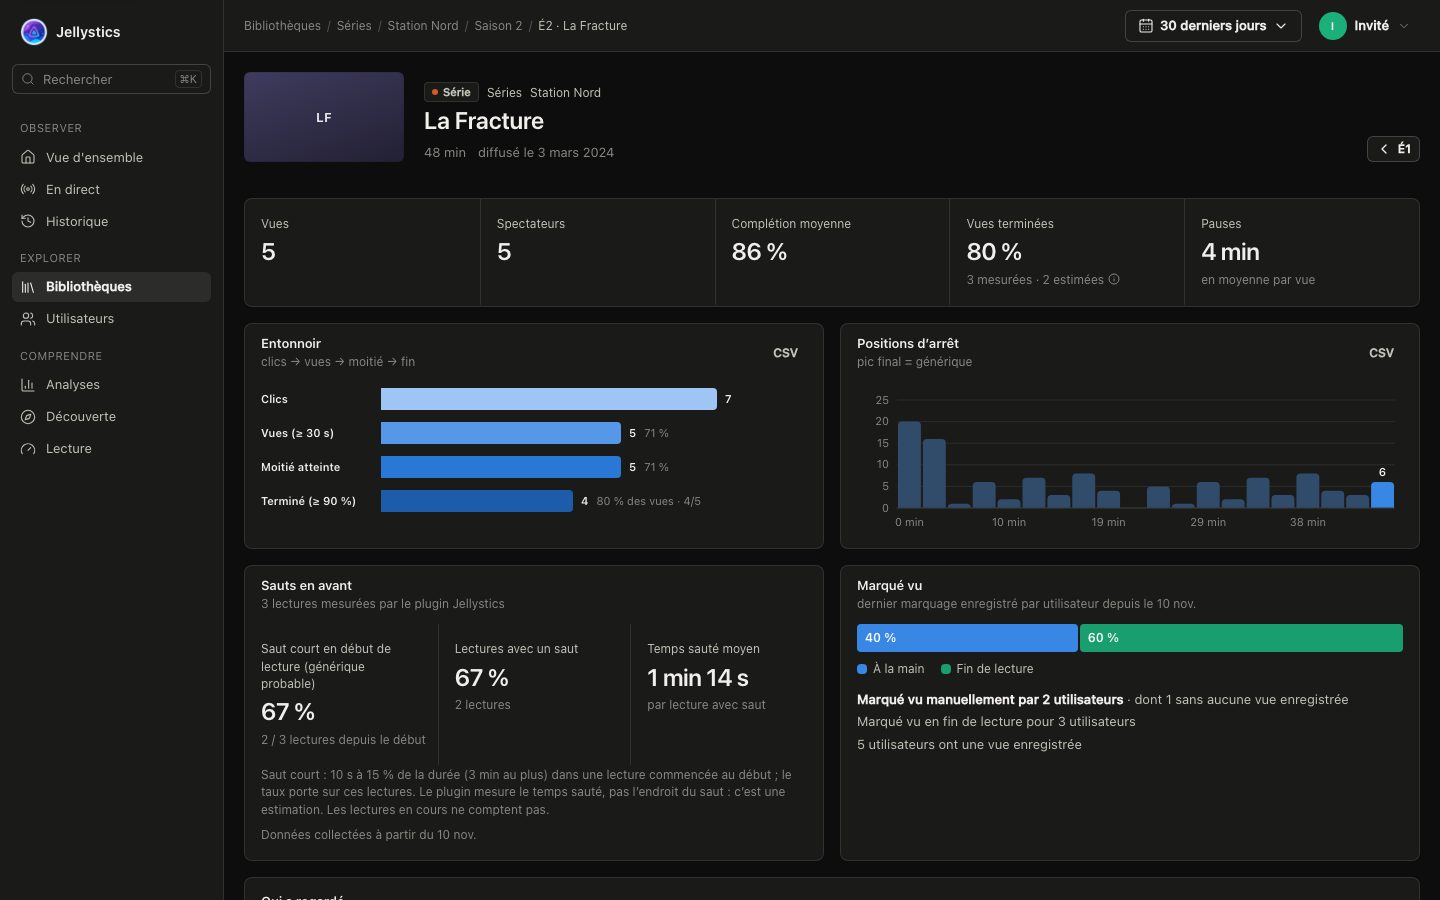 Jellystics
Rechercher ⌘K
OBSERVER
Vue d'ensemble
En direct
Historique
EXPLORER
Bibliothèques
Utilisateurs
COMPRENDRE
Analyses
Découverte
Lecture
Bibliothèques / Séries / Station Nord / Saison 2 / É2 · La Fracture
30 derniers jours
I Invité
LF
Série Séries Station Nord
La Fracture
48 min diffusé le 3 mars 2024
É1
Vues
5
Spectateurs
5
Complétion moyenne
86 %
Vues terminées
80 %
3 mesurées · 2 estimées
Pauses
4 min
en moyenne par vue
Entonnoir
clics → vues → moitié → fin
CSV
Clics 7
Vues (≥ 30 s) 5 71 %
Moitié atteinte 5 71 %
Terminé (≥ 90 %) 4 80 % des vues · 4/5
Positions d'arrêt
pic final = générique
CSV
25
20
15
10
5
0
6
0 min 10 min 19 min 29 min 38 min
Sauts en avant
3 lectures mesurées par le plugin Jellystics
Saut court en début de
lecture (générique
probable)
67 %
2 / 3 lectures depuis le début
Lectures avec un saut
67 %
2 lectures
Temps sauté moyen
1 min 14 s
par lecture avec saut
Saut court : 10 s à 15 % de la durée (3 min au plus) dans une lecture commencée au début ; le
taux porte sur ces lectures. Le plugin mesure le temps sauté, pas l'endroit du saut : c'est une
estimation. Les lectures en cours ne comptent pas.
Données collectées à partir du 10 nov.
Marqué vu
dernier marquage enregistré par utilisateur depuis le 10 nov.
40 % 60 %
À la main Fin de lecture
Marqué vu manuellement par 2 utilisateurs · dont 1 sans aucune vue enregistrée
Marqué vu en fin de lecture pour 3 utilisateurs
5 utilisateurs ont une vue enregistrée